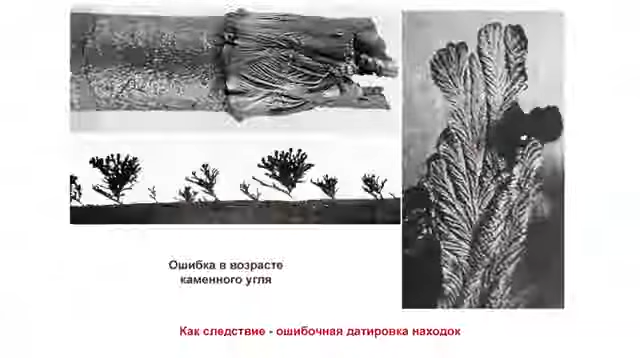 Ошибка в возрасте
каменного угля
Как следствие - ошибочная датировка находок